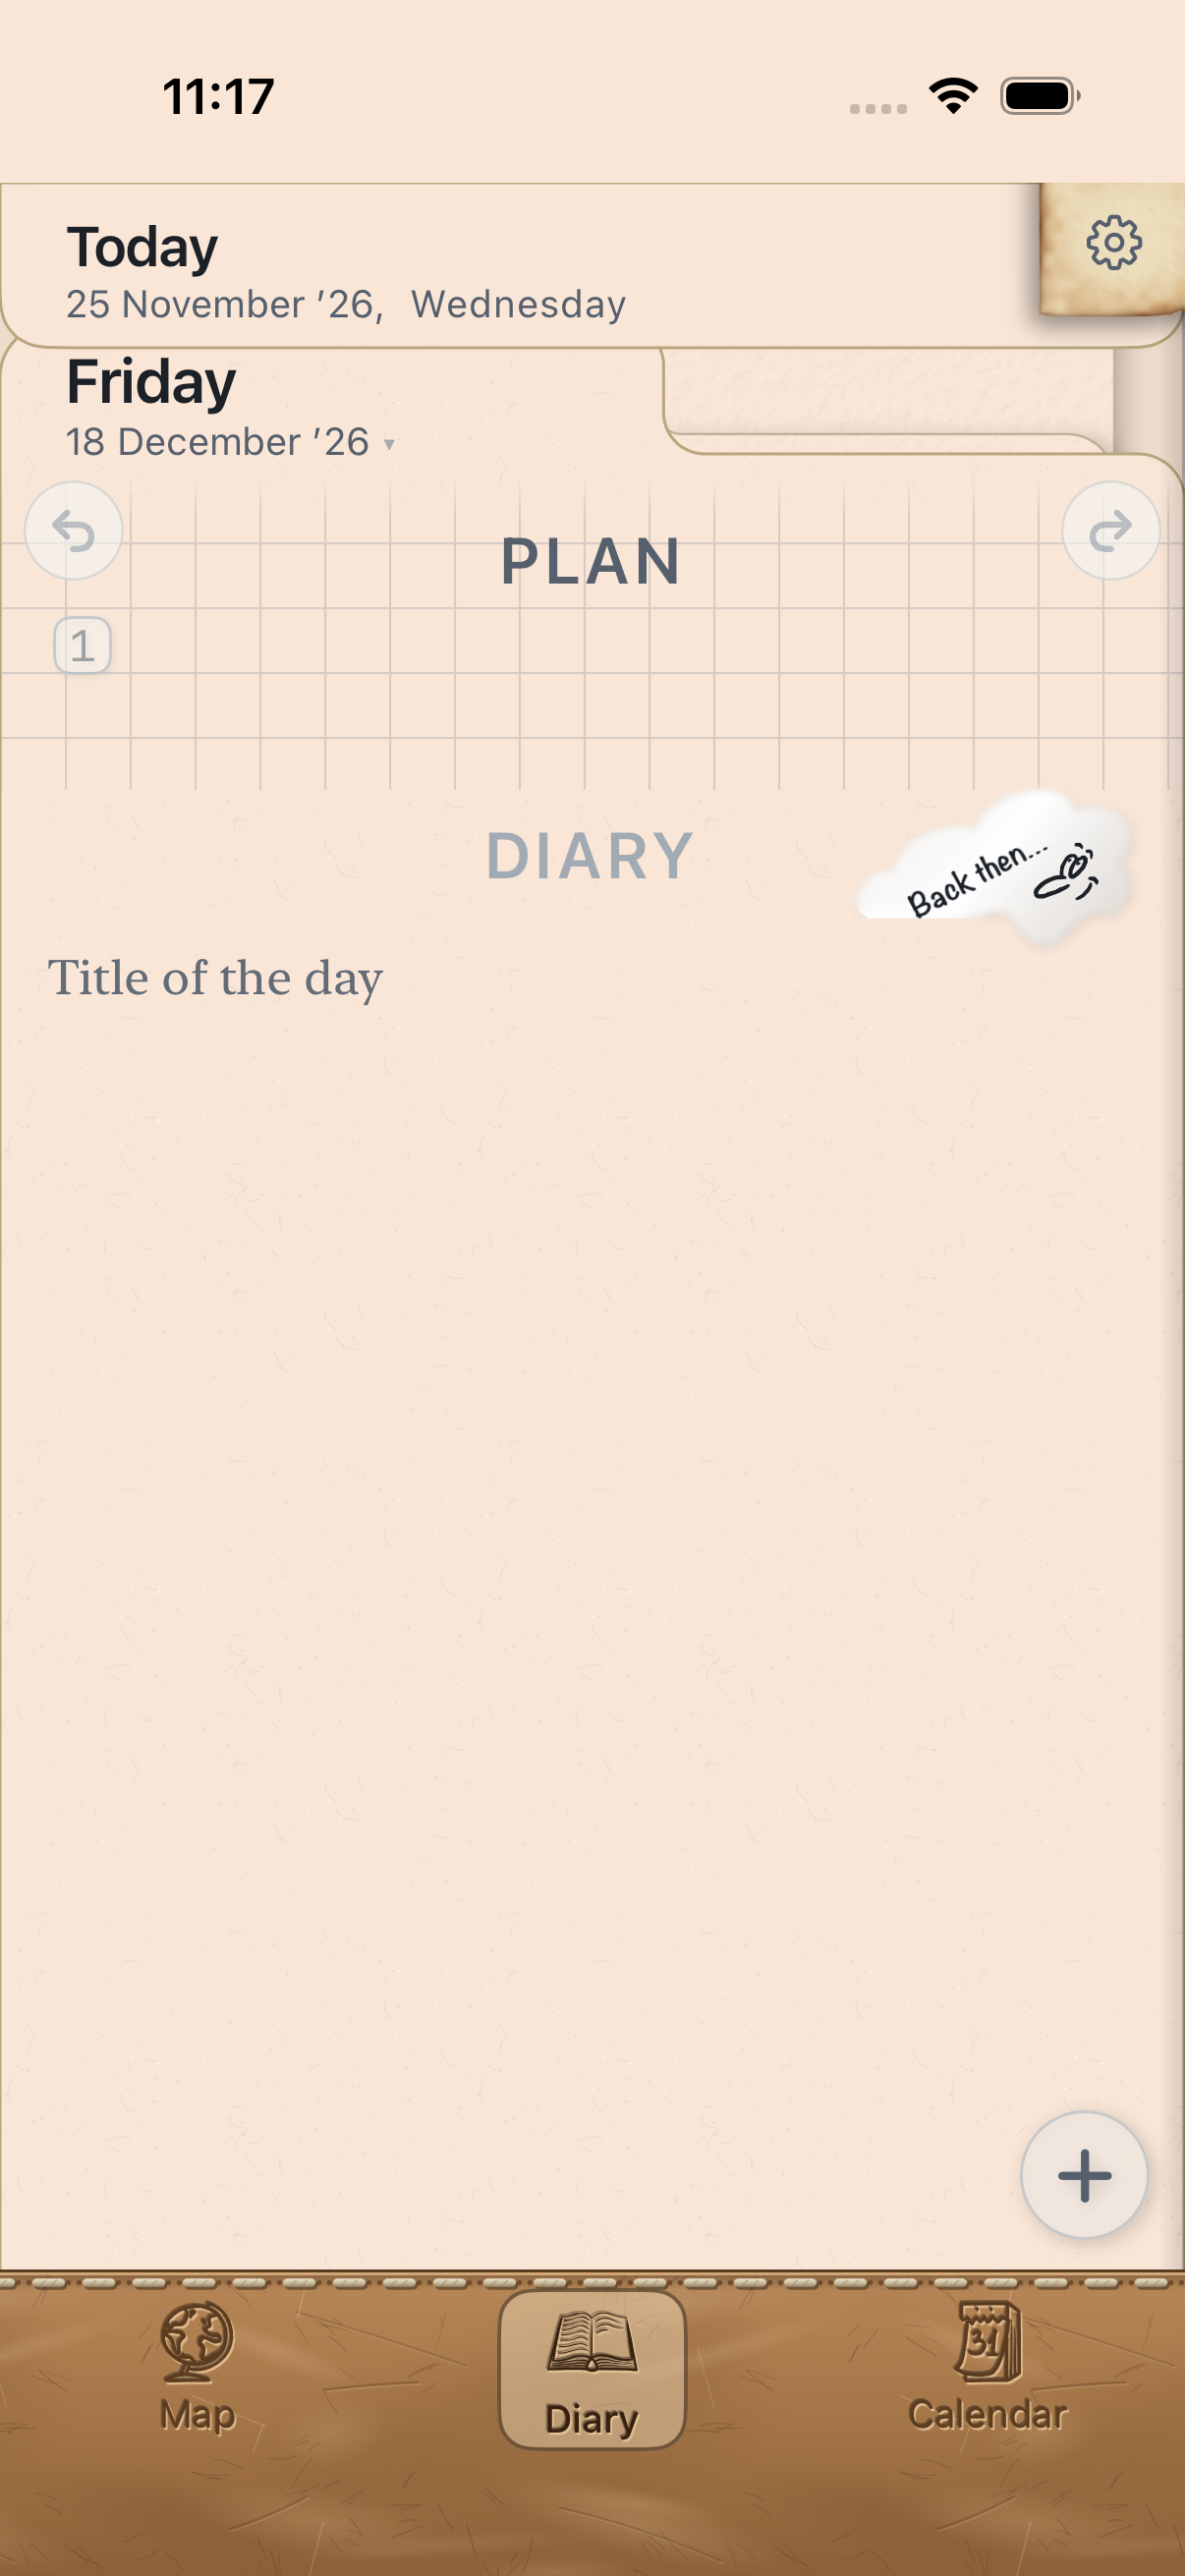 11:17
Today
25 November ’26, Wednesday
Friday
18 December ’26 ▾
PLAN
1
DIARY
Back then...
Title of the day
Map
Diary
31
Calendar